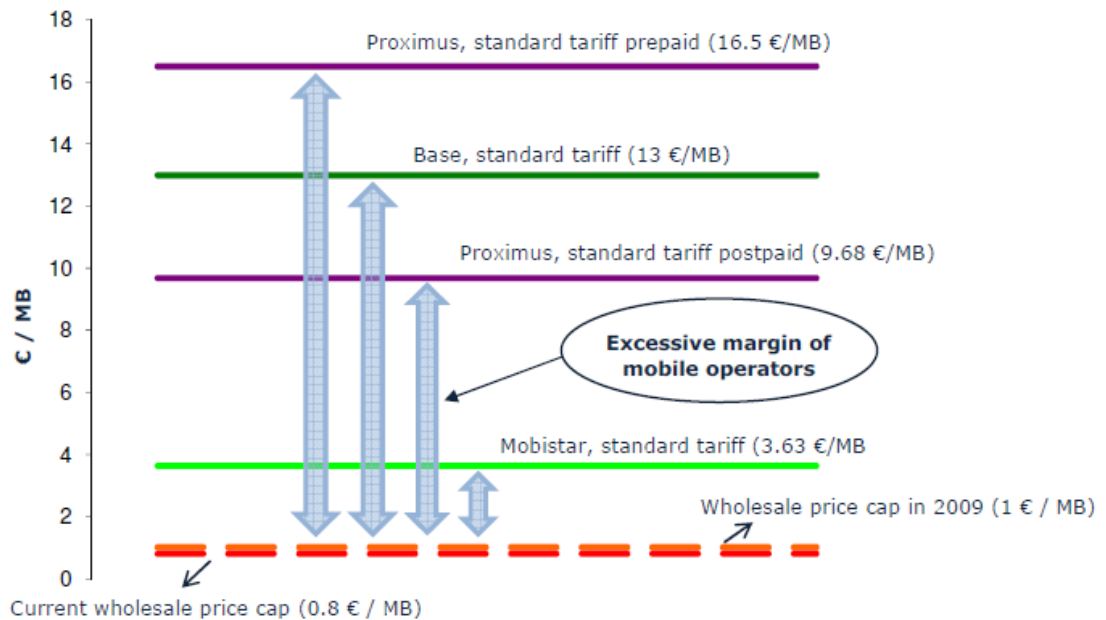 18
Proximus, standard tariff prepaid (16.5 €/MB)
16
14
Base, standard tariff (13 €/MB)
12
Proximus, standard tariff postpaid (9.68 €/MB)
10
€ / MB
8
Excessive margin of
mobile operators
6
Mobistar, standard tariff (3.63 €/MB
4
Wholesale price cap in 2009 (1 € / MB)
2
0
Current wholesale price cap (0.8 € / MB)